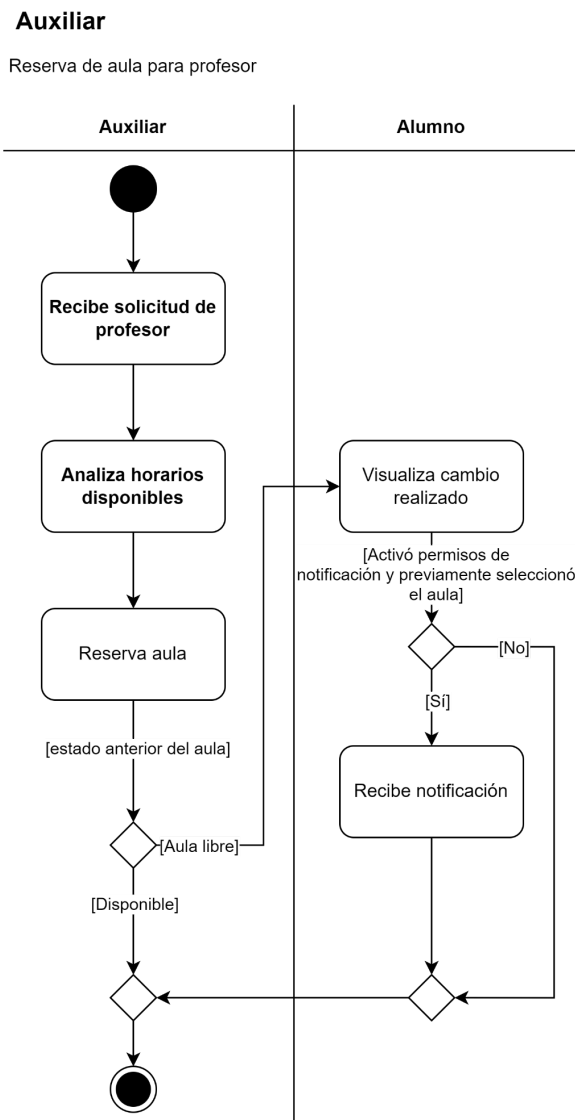 Auxiliar
Reserva de aula para profesor
Auxiliar
Alumno
Recibe solicitud de
profesor
Analiza horarios
disponibles
Reserva aula
[estado anterior del aula]
[Aula libre]
[Disponible]
Visualiza cambio
realizado
[Activó permisos de
notificación y previamente seleccionó
el aula]
[No]
[Sí]
Recibe notificación